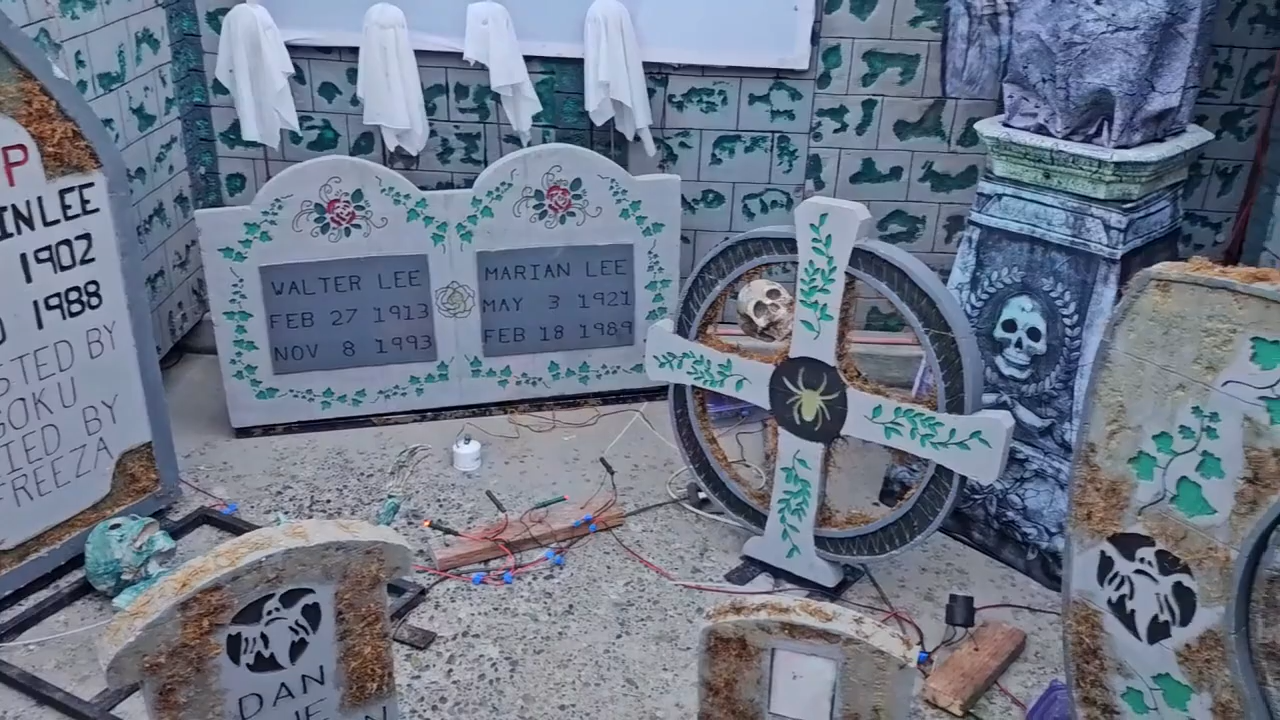 P
INLEE
1902
1988
STED BY
GOKU
TED BY
FREEZA
WALTER LEE
FEB 27 1913
NOV 8 1993
MARIAN LEE
MAY 3 1921
FEB 18 1989
DAN